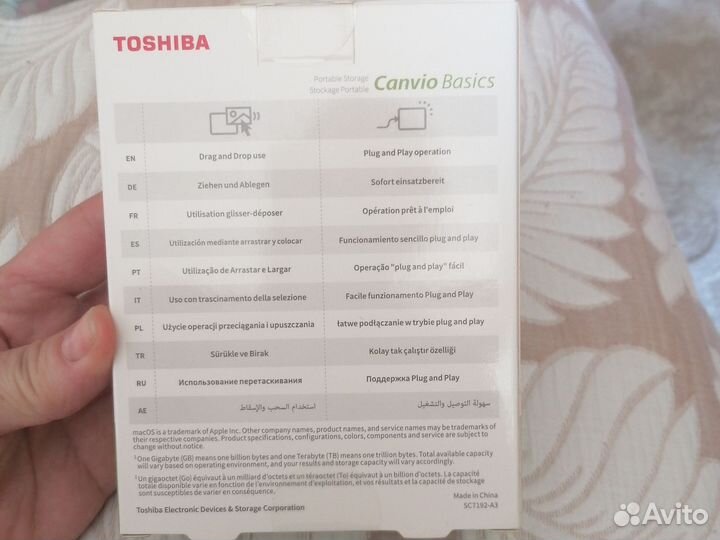 TOSHIBA
Portable Storage
Stockage Portable
Canvio Basics
EN Drag and Drop use Plug and Play operation
DE Ziehen und Ablegen Sofort einsatzbereit
FR Utilisation glisser-déposer Opération prêt à l'emploi
ES Utilización mediante arrastrar y colocar Funcionamiento sencillo plug and play
PT Utilização de Arrastar e Largar Operação "plug and play" fácil
IT Uso con trascinamento della selezione Facile funzionamento Plug and Play
PL Użycie operacji przeciągania i upuszczania łatwe podłączanie w trybie plug and play
TR Sürükle ve Bırak Kolay tak çalıştır özelliği
RU Использование перетаскивания Поддержка Plug and Play
AE استخدام السحب والإسقاط سهولة التوصيل والتشغيل
macOS is a trademark of Apple Inc. Other company names, product names, and service names may be trademarks of
their respective companies. Product specifications, configurations, colors, components and service are subject to
change without notice.
¹One Gigabyte (GB) means one billion bytes and one Terabyte (TB) means one trillion bytes. Total available capacity
will vary based on operating environment, and your results and storage capacity will vary accordingly.
¹Un gigaoctet (Go) équivaut à un milliard d'octets et un téraoctet (To) équivaut à un billion d'octets. La capacité
totale disponible varie en fonction de l'environnement d'exploitation, et vos résultats et la capacité de stockage
sont susceptibles de varier en conséquence.
Made in China
SC7192-A3
Toshiba Electronic Devices & Storage Corporation
Avito